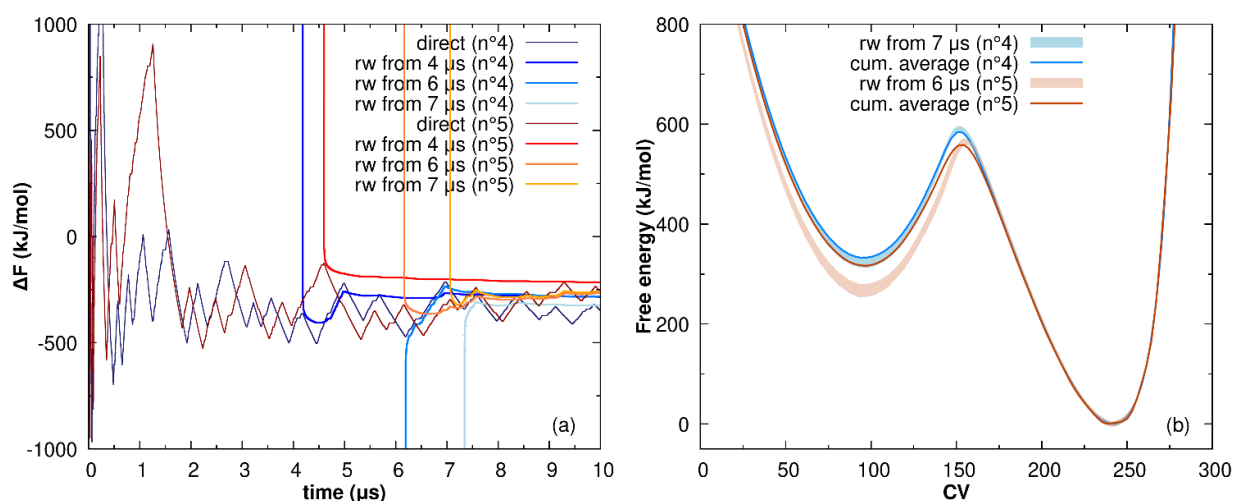 1000
500
0
-500
-1000
ΔF (kJ/mol)
direct (n°4)
rw from 4 μs (n°4)
rw from 6 μs (n°4)
rw from 7 μs (n°4)
direct (n°5)
rw from 4 μs (n°5)
rw from 6 μs (n°5)
rw from 7 μs (n°5)
(a)
0 1 2 3 4 5 6 7 8 9 10
time (μs)
800
600
400
200
0
Free energy (kJ/mol)
rw from 7 μs (n°4)
cum. average (n°4)
rw from 6 μs (n°5)
cum. average (n°5)
(b)
0 50 100 150 200 250 300
CV